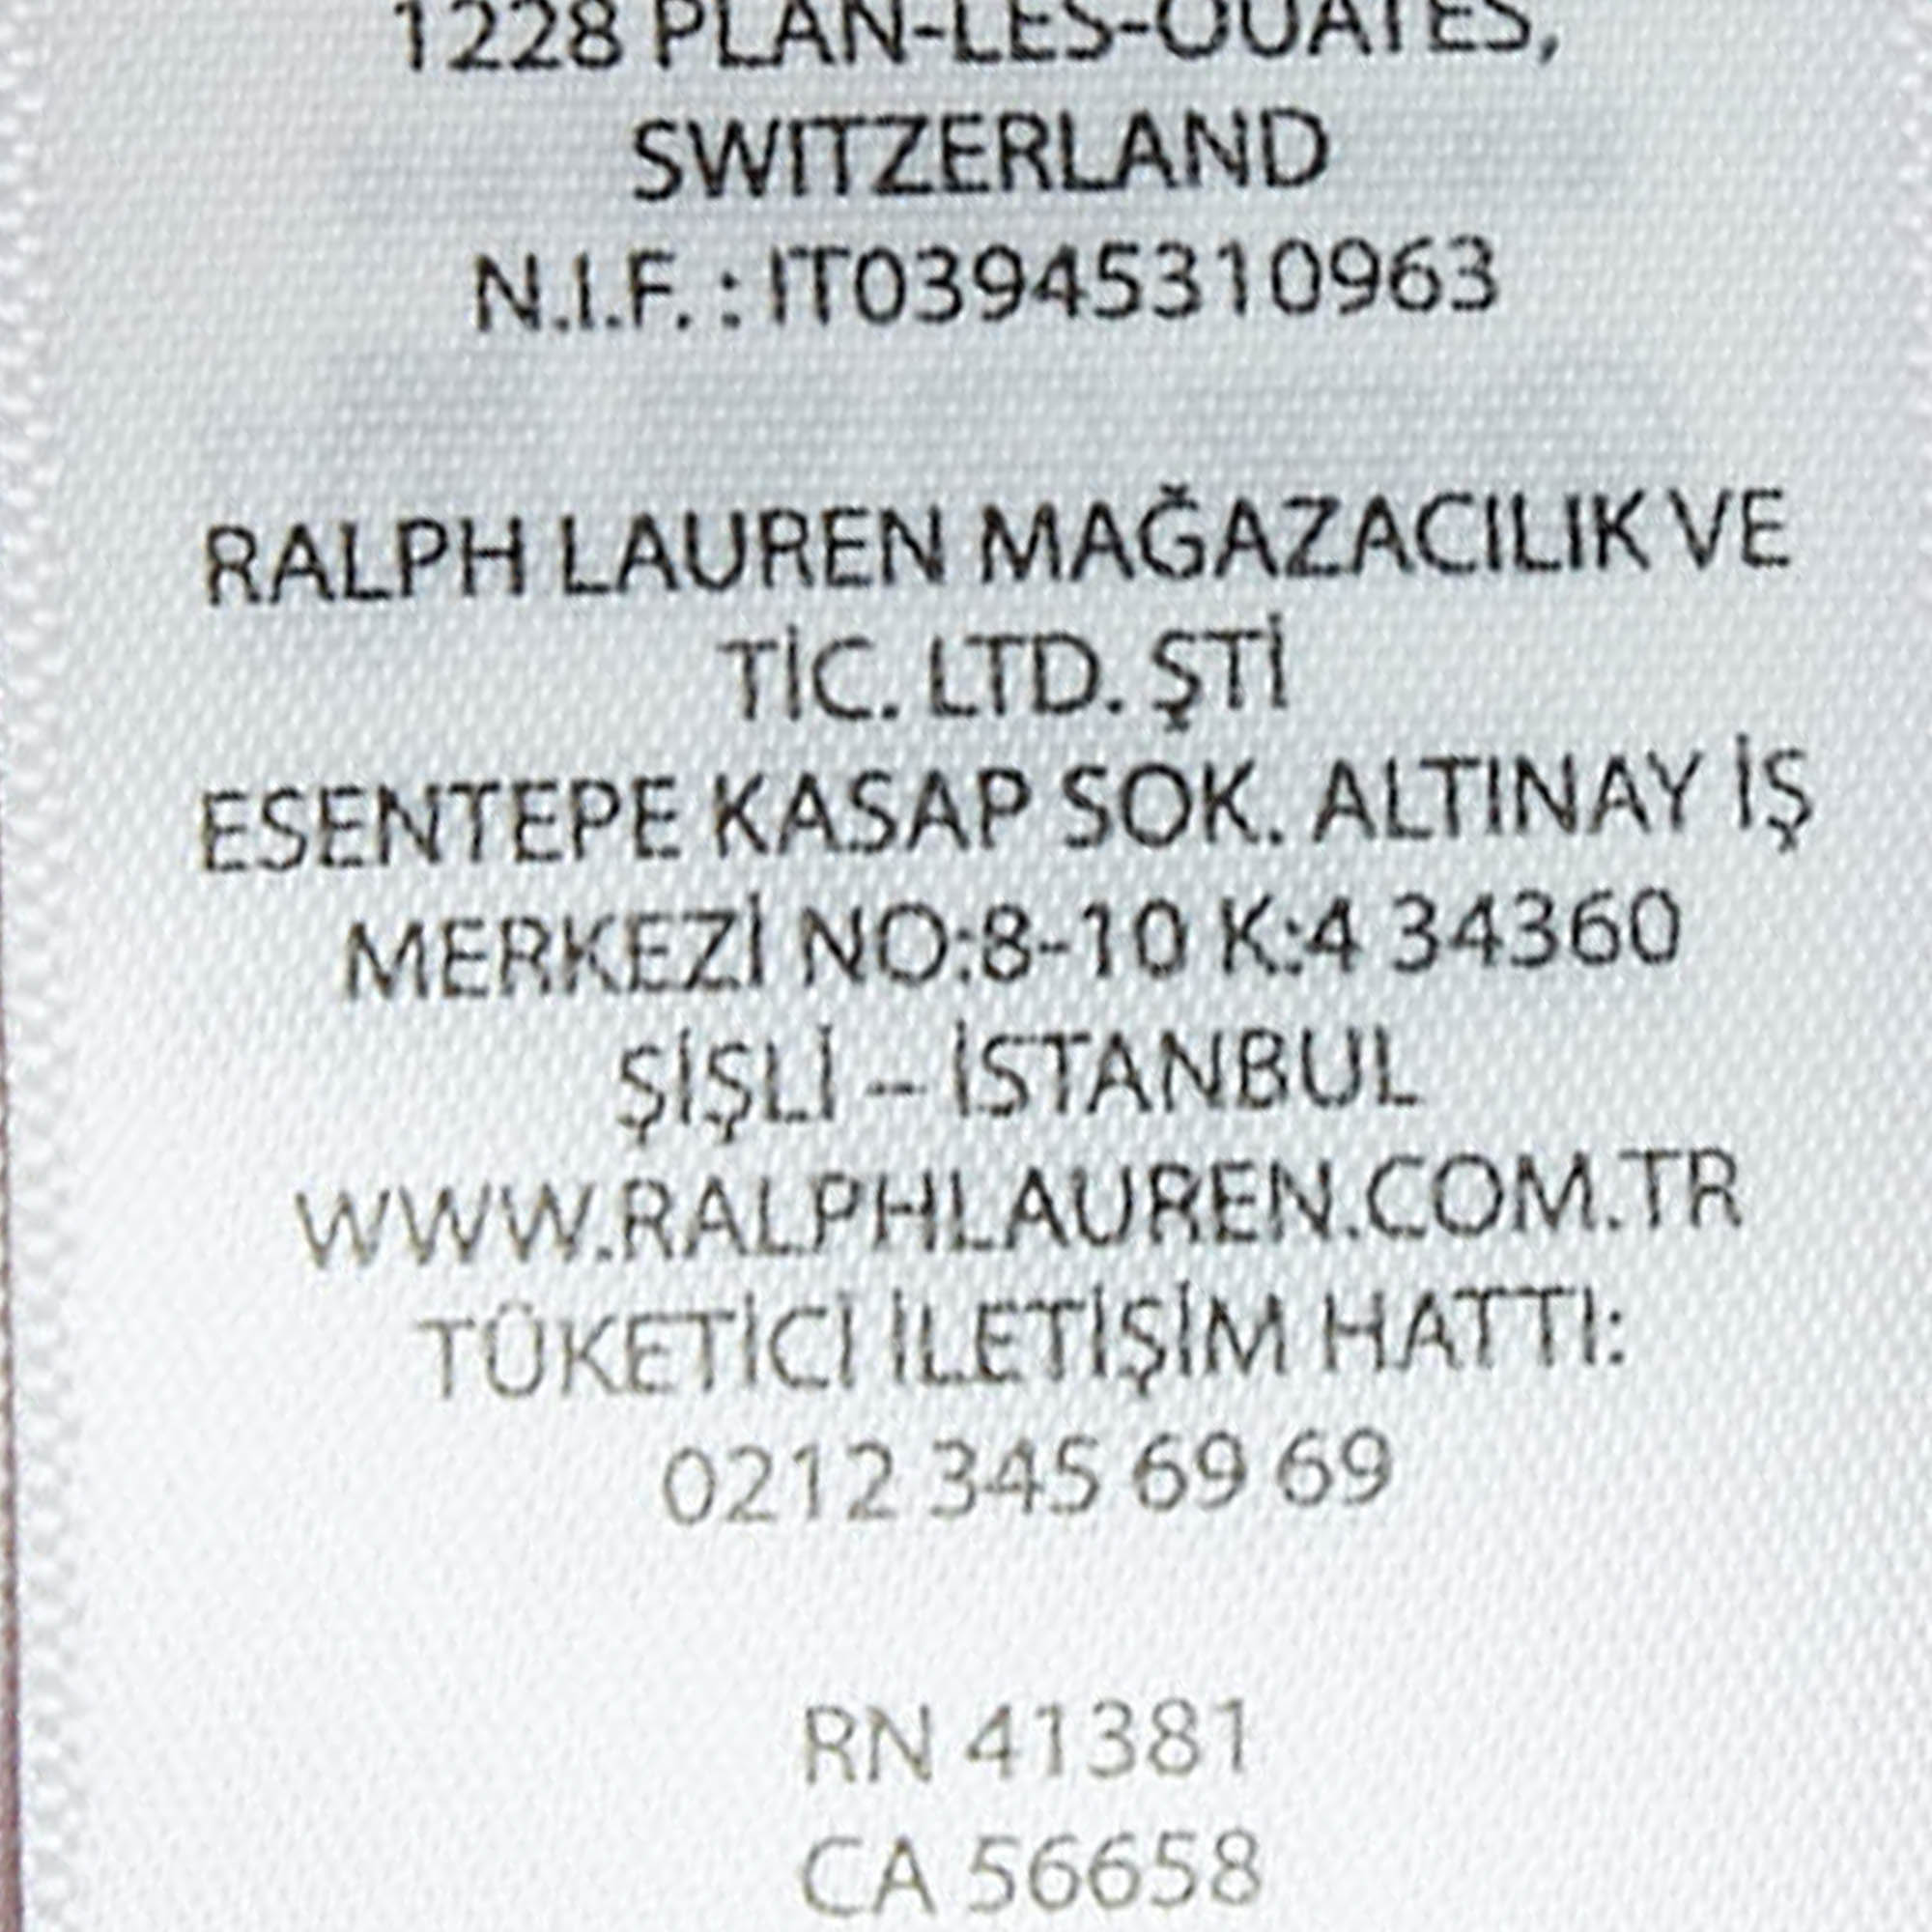 1228 PLAN-LES-OUATES,
SWITZERLAND
N.I.F. : IT03945310963
RALPH LAUREN MAĞAZACILIK VE
TİC. LTD. ŞTİ
ESENTEPE KASAP SOK. ALTINAY İŞ
MERKEZİ NO:8-10 K:4 34360
ŞİŞLİ – İSTANBUL
WWW.RALPHLAUREN.COM.TR
TÜKETİCİ İLETİŞİM HATTI:
0212 345 69 69
RN 41381
CA 56658